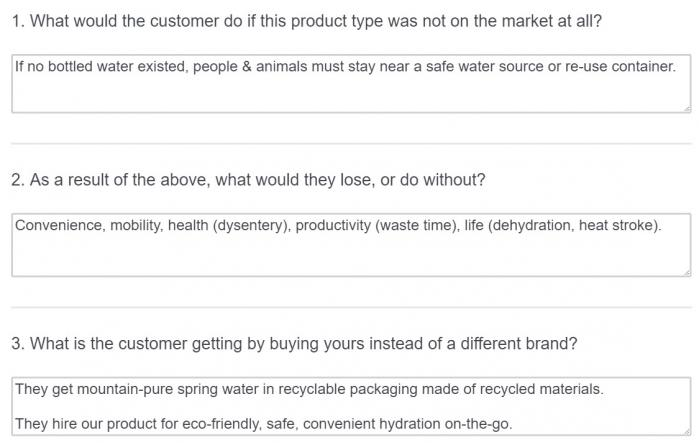 1. What would the customer do if this product type was not on the market at all?
If no bottled water existed, people & animals must stay near a safe water source or re-use container.
2. As a result of the above, what would they lose, or do without?
Convenience, mobility, health (dysentery), productivity (waste time), life (dehydration, heat stroke).
3. What is the customer getting by buying yours instead of a different brand?
They get mountain-pure spring water in recyclable packaging made of recycled materials.
They hire our product for eco-friendly, safe, convenient hydration on-the-go.